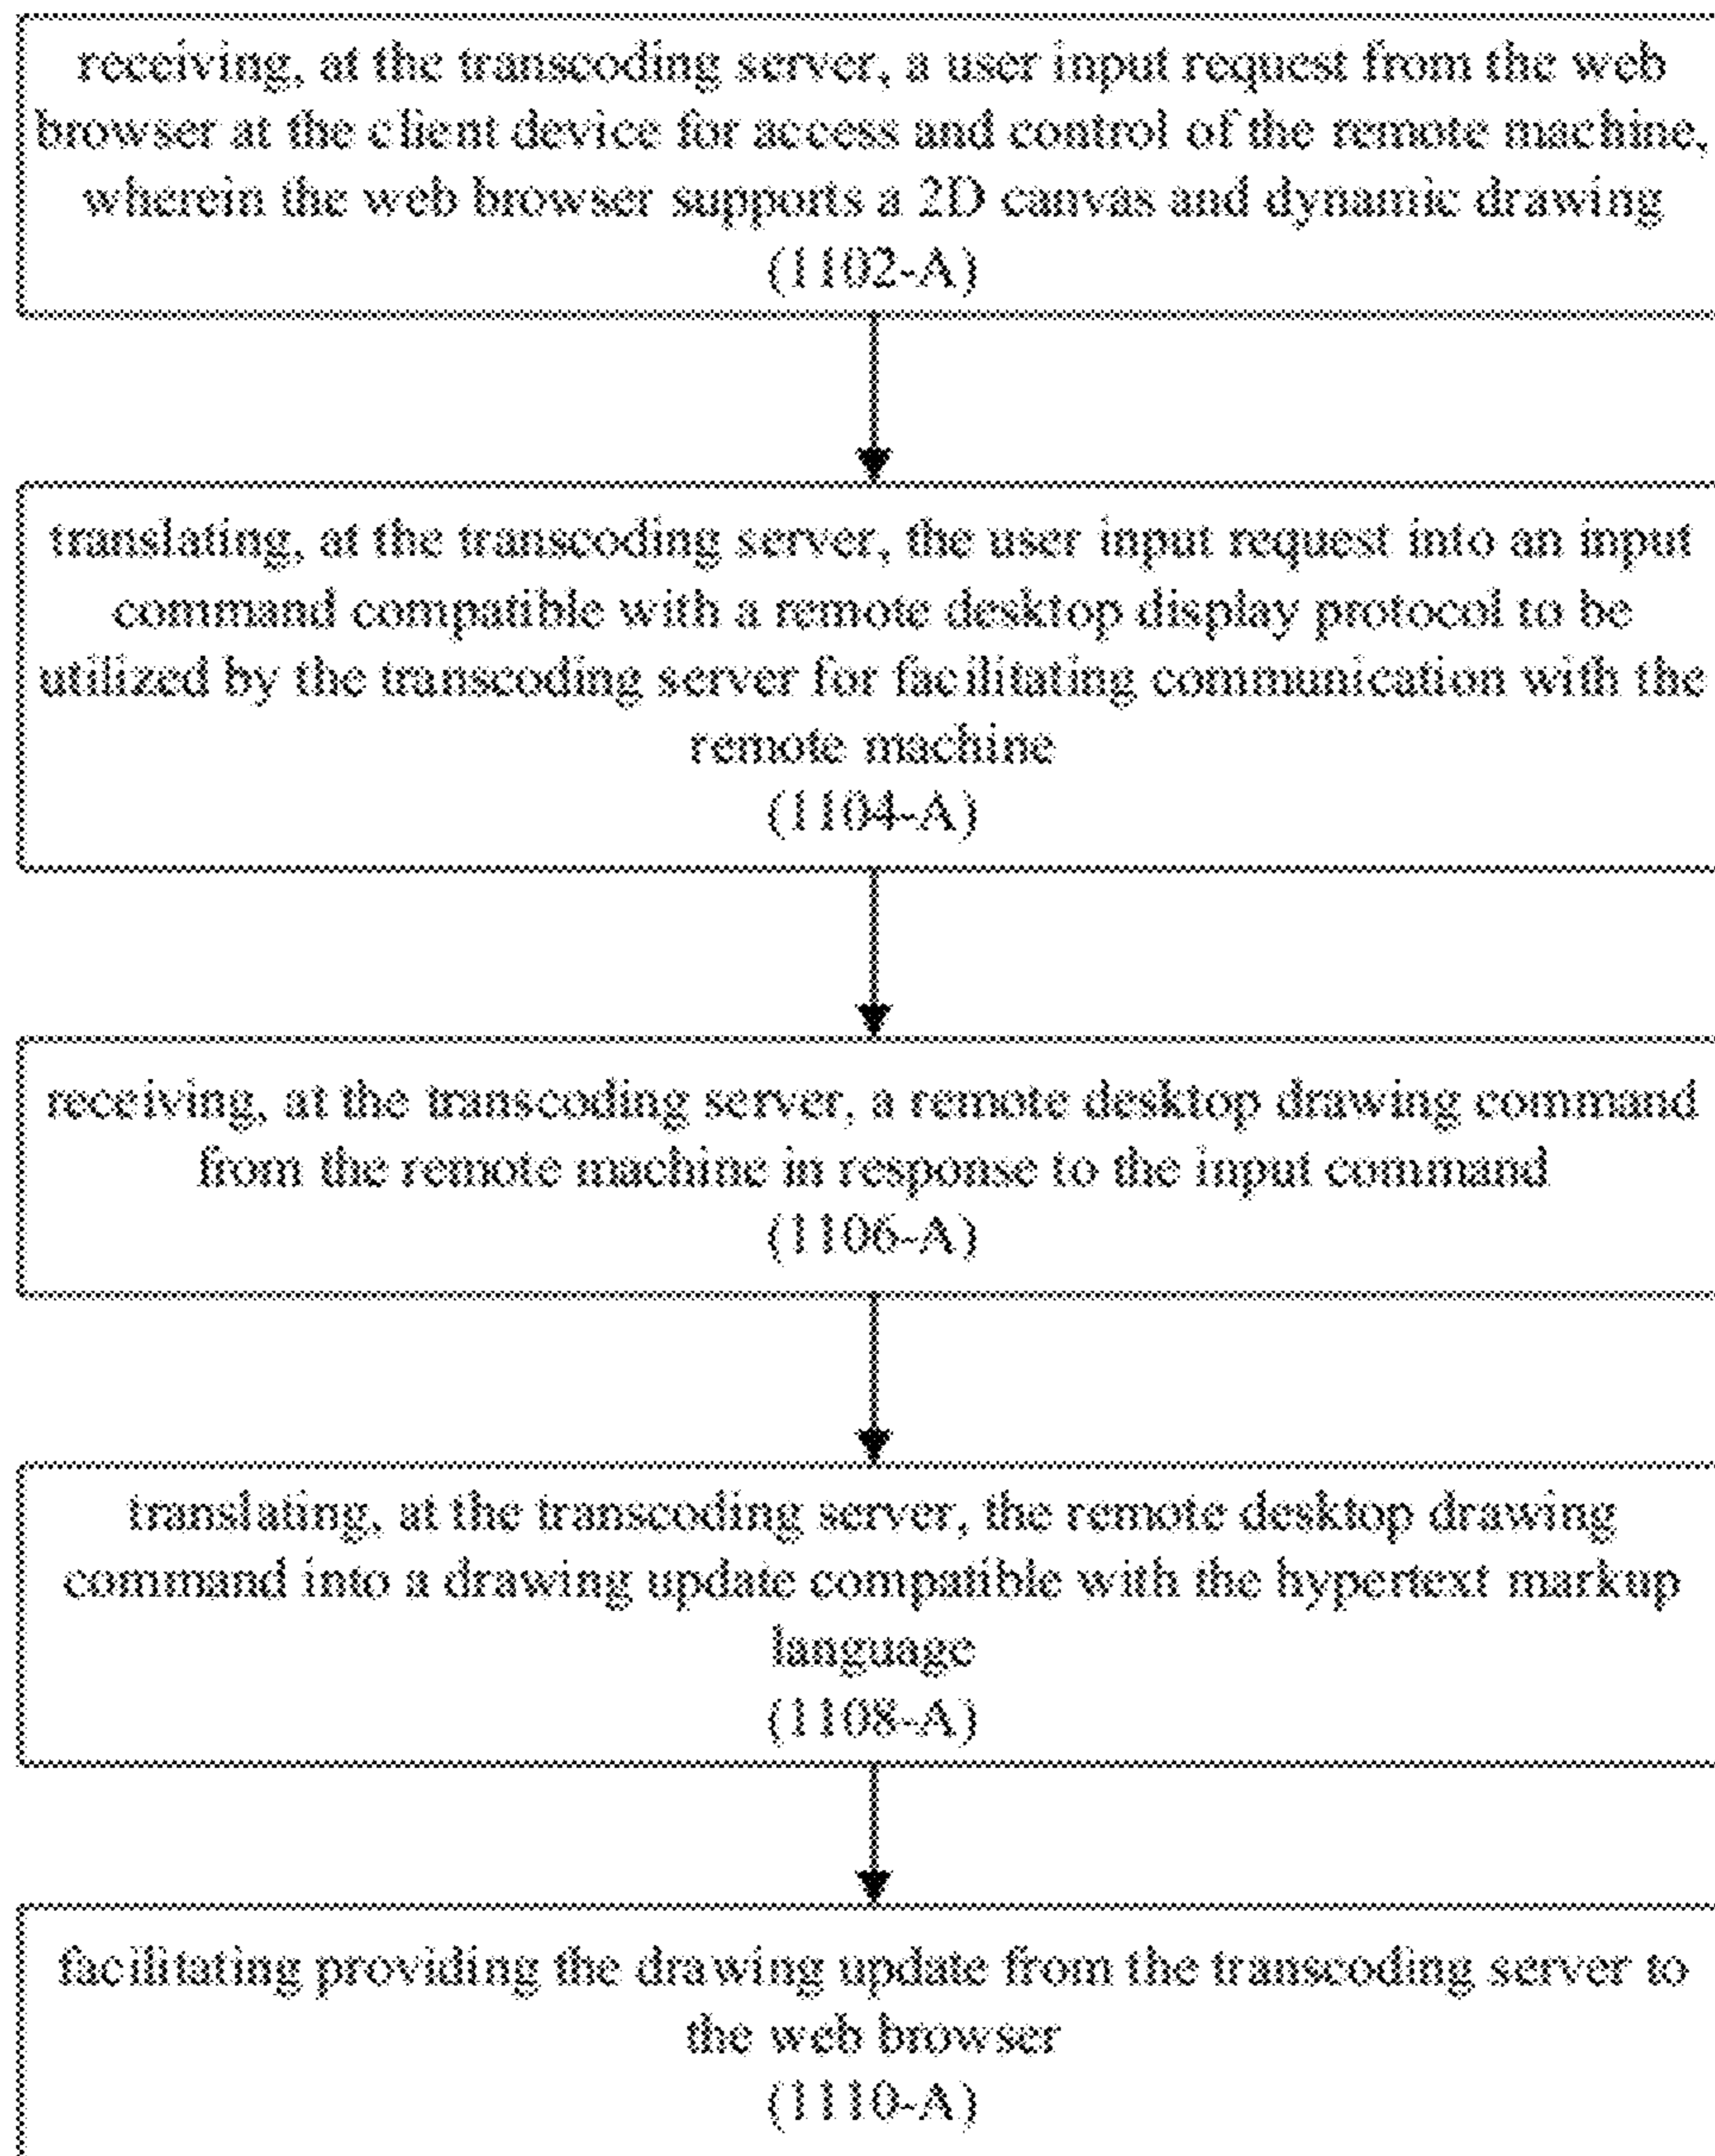 receiving, at the transcoding server, a user input request from the web
browser at the client device for access and control of the remote machine,
wherein the web browser supports a 2D canvas and dynamic drawing
(1102-A)
translating, at the transcoding server, the user input request into an input
command compatible with a remote desktop display protocol to be
utilized by the transcoding server for facilitating communication with the
remote machine
(1104-A)
receiving, at the transcoding server, a remote desktop drawing command
from the remote machine in response to the input command
(1106-A)
translating, at the transcoding server, the remote desktop drawing
command into a drawing update compatible with the hypertext markup
language
(1108-A)
facilitating providing the drawing update from the transcoding server to
the web browser
(1110-A)